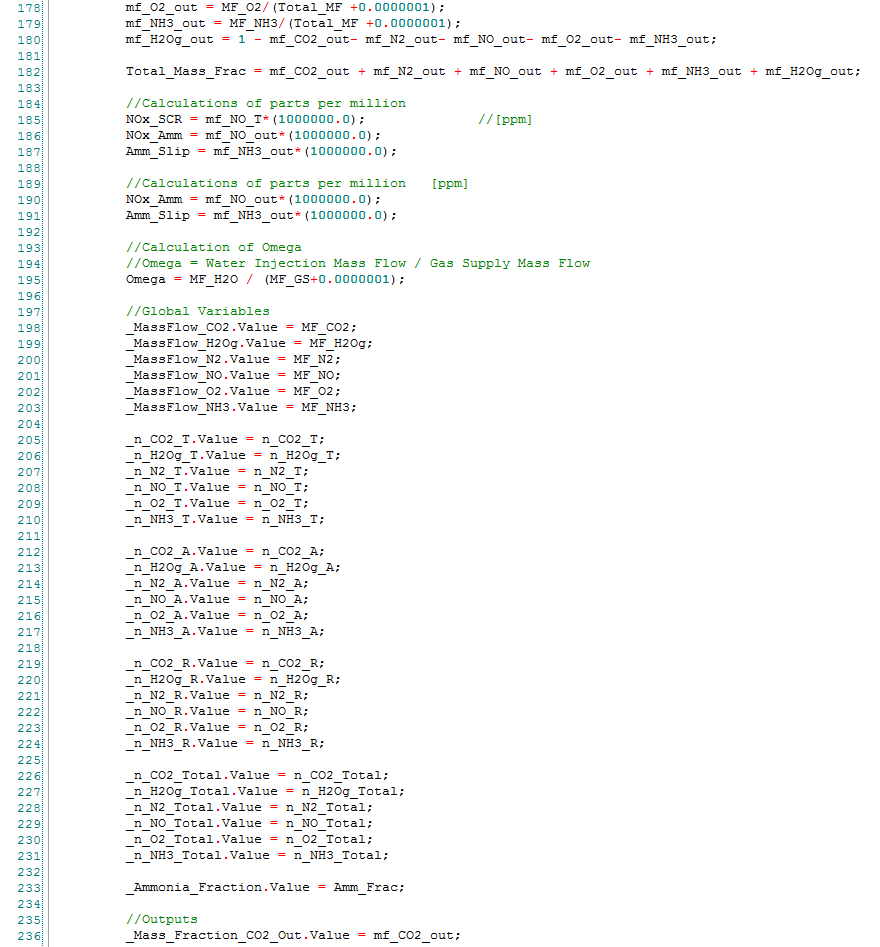 178 mf_O2_out = MF_O2/(Total_MF +0.0000001);
179 mf_NH3_out = MF_NH3/(Total_MF +0.0000001);
180 mf_H2Og_out = 1 - mf_CO2_out- mf_N2_out- mf_NO_out- mf_O2_out- mf_NH3_out;
181
182 Total_Mass_Frac = mf_CO2_out + mf_N2_out + mf_NO_out + mf_O2_out + mf_NH3_out + mf_H2Og_out;
183
184 //Calculations of parts per million
185 NOx_SCR = mf_NO_T*(1000000.0); //[ppm]
186 NOx_Amm = mf_NO_out*(1000000.0);
187 Amm_Slip = mf_NH3_out*(1000000.0);
188
189 //Calculations of parts per million [ppm]
190 NOx_Amm = mf_NO_out*(1000000.0);
191 Amm_Slip = mf_NH3_out*(1000000.0);
192
193 //Calculation of Omega
194 //Omega = Water Injection Mass Flow / Gas Supply Mass Flow
195 Omega = MF_H2O / (MF_GS+0.0000001);
196
197 //Global Variables
198 _MassFlow_CO2.Value = MF_CO2;
199 _MassFlow_H2Og.Value = MF_H2Og;
200 _MassFlow_N2.Value = MF_N2;
201 _MassFlow_NO.Value = MF_NO;
202 _MassFlow_O2.Value = MF_O2;
203 _MassFlow_NH3.Value = MF_NH3;
204
205 _n_CO2_T.Value = n_CO2_T;
206 _n_H2Og_T.Value = n_H2Og_T;
207 _n_N2_T.Value = n_N2_T;
208 _n_NO_T.Value = n_NO_T;
209 _n_O2_T.Value = n_O2_T;
210 _n_NH3_T.Value = n_NH3_T;
211
212 _n_CO2_A.Value = n_CO2_A;
213 _n_H2Og_A.Value = n_H2Og_A;
214 _n_N2_A.Value = n_N2_A;
215 _n_NO_A.Value = n_NO_A;
216 _n_O2_A.Value = n_O2_A;
217 _n_NH3_A.Value = n_NH3_A;
218
219 _n_CO2_R.Value = n_CO2_R;
220 _n_H2Og_R.Value = n_H2Og_R;
221 _n_N2_R.Value = n_N2_R;
222 _n_NO_R.Value = n_NO_R;
223 _n_O2_R.Value = n_O2_R;
224 _n_NH3_R.Value = n_NH3_R;
225
226 _n_CO2_Total.Value = n_CO2_Total;
227 _n_H2Og_Total.Value = n_H2Og_Total;
228 _n_N2_Total.Value = n_N2_Total;
229 _n_NO_Total.Value = n_NO_Total;
230 _n_O2_Total.Value = n_O2_Total;
231 _n_NH3_Total.Value = n_NH3_Total;
232
233 _Ammonia_Fraction.Value = Amm_Frac;
234
235 //Outputs
236 _Mass_Fraction_CO2_Out.Value = mf_CO2_out;